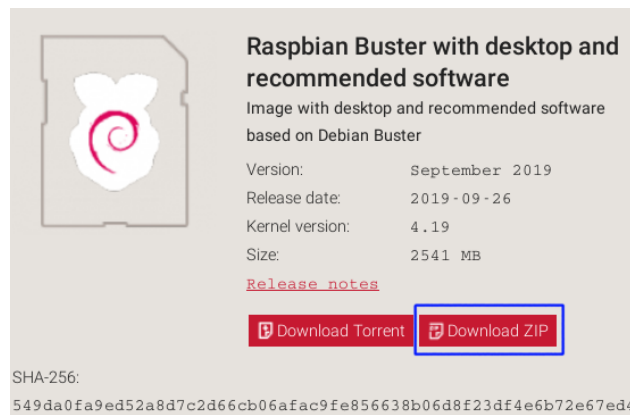 Raspbian Buster with desktop and
recommended software
Image with desktop and recommended software
based on Debian Buster
Version: September 2019
Release date: 2019-09-26
Kernel version: 4.19
Size: 2541 MB
Release notes
Download Torrent Download ZIP
SHA-256:
549da0fa9ed52a8d7c2d66cb06afac9fe856638b06d8f23df4e6b72e67ed4